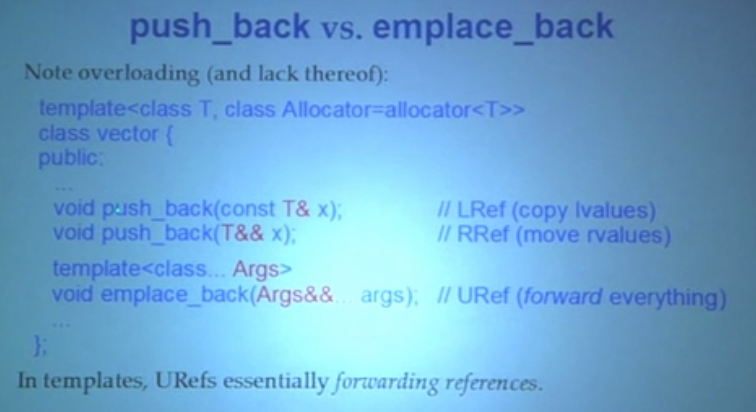 push_back vs. emplace_back
Note overloading (and lack thereof):
template<class T, class Allocator=allocator<T>>
class vector {
public:
...
void push_back(const T& x); // LRef (copy lvalues)
void push_back(T&& x); // RRef (move rvalues)
template<class... Args>
void emplace_back(Args&&... args); // URef (forward everything)
...
};
In templates, URefs essentially forwarding references.